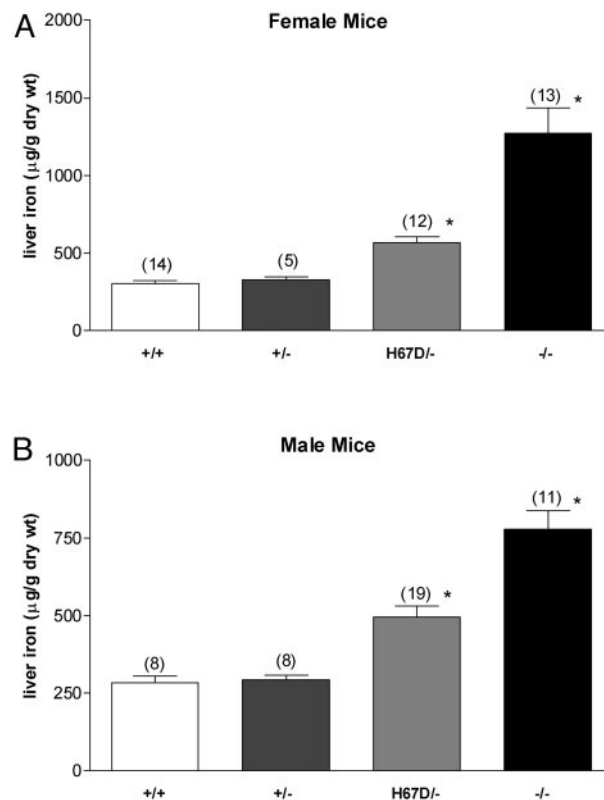 A
Female Mice
liver iron (µg/g dry wt)
2000
1500
1000
500
0
(14)
(5)
(12) *
(13) *
+/+ +/- H67D/- -/-
B
Male Mice
liver iron (µg/g dry wt)
1000
750
500
250
0
(8)
(8)
(19) *
(11) *
+/+ +/- H67D/- -/-